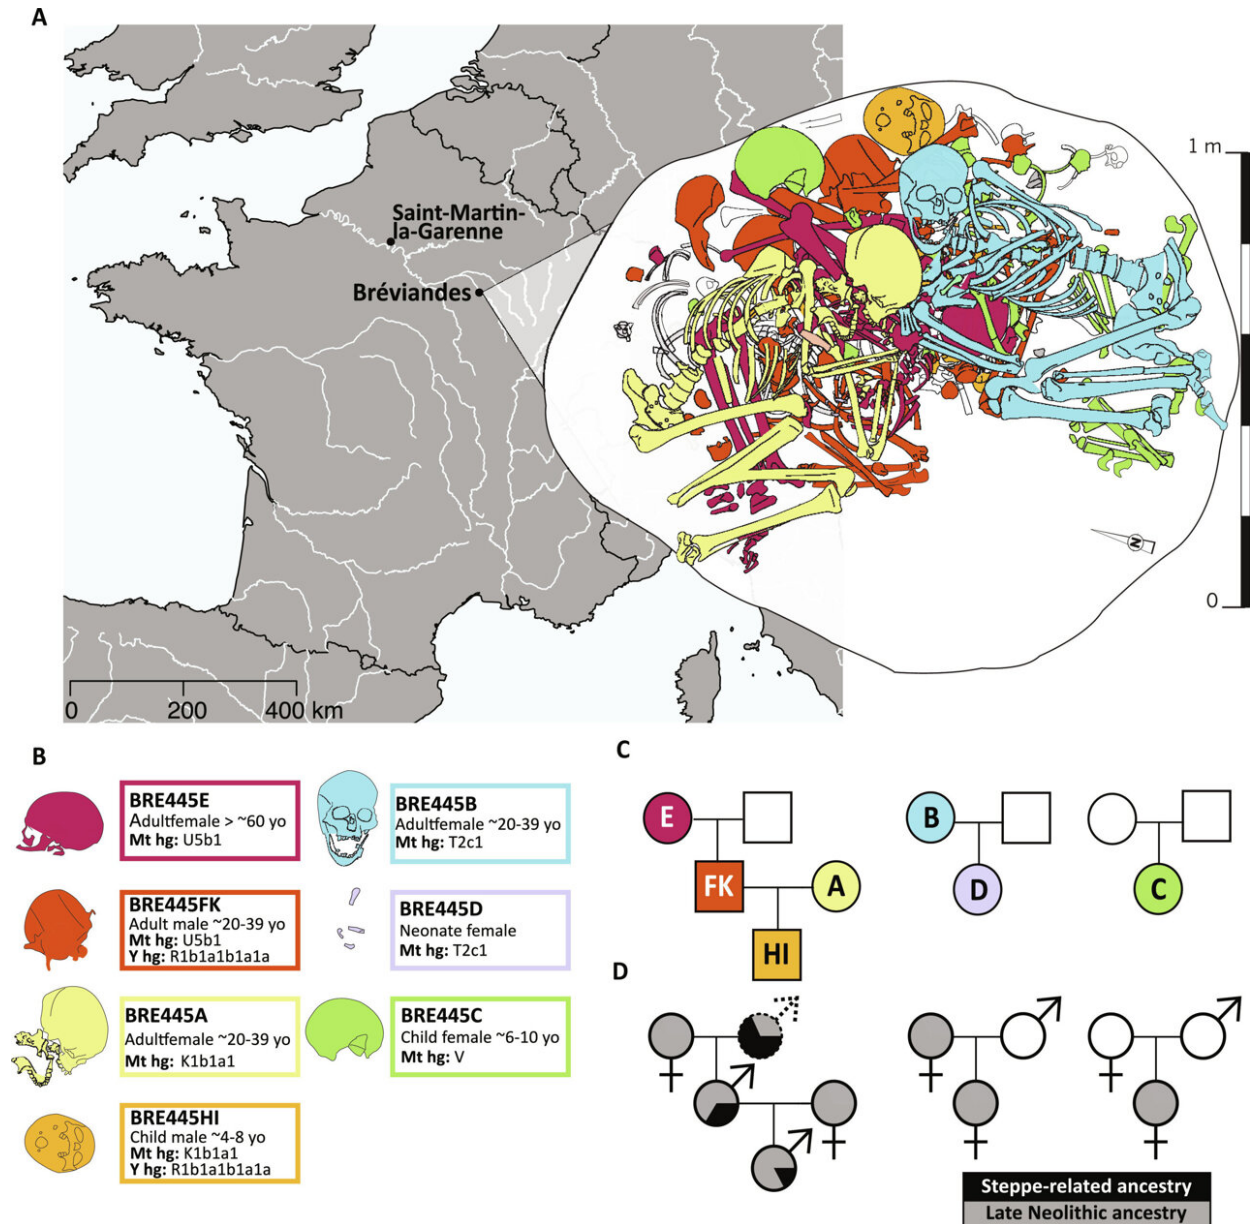 A
Saint-Martin-
la-Garenne
Bréviandes
1 m
0
N
0 200 400 km
B
BRE445E
Adultfemale > ~60 yo
Mt hg: U5b1
BRE445B
Adultfemale ~20-39 yo
Mt hg: T2c1
BRE445FK
Adult male ~20-39 yo
Mt hg: U5b1
Y hg: R1b1a1b1a1a
BRE445D
Neonate female
Mt hg: T2c1
BRE445A
Adultfemale ~20-39 yo
Mt hg: K1b1a1
BRE445C
Child female ~6-10 yo
Mt hg: V
BRE445HI
Child male ~4-8 yo
Mt hg: K1b1a1
Y hg: R1b1a1b1a1a
C
E
B
FK
A
D
C
HI
D
Steppe-related ancestry
Late Neolithic ancestry